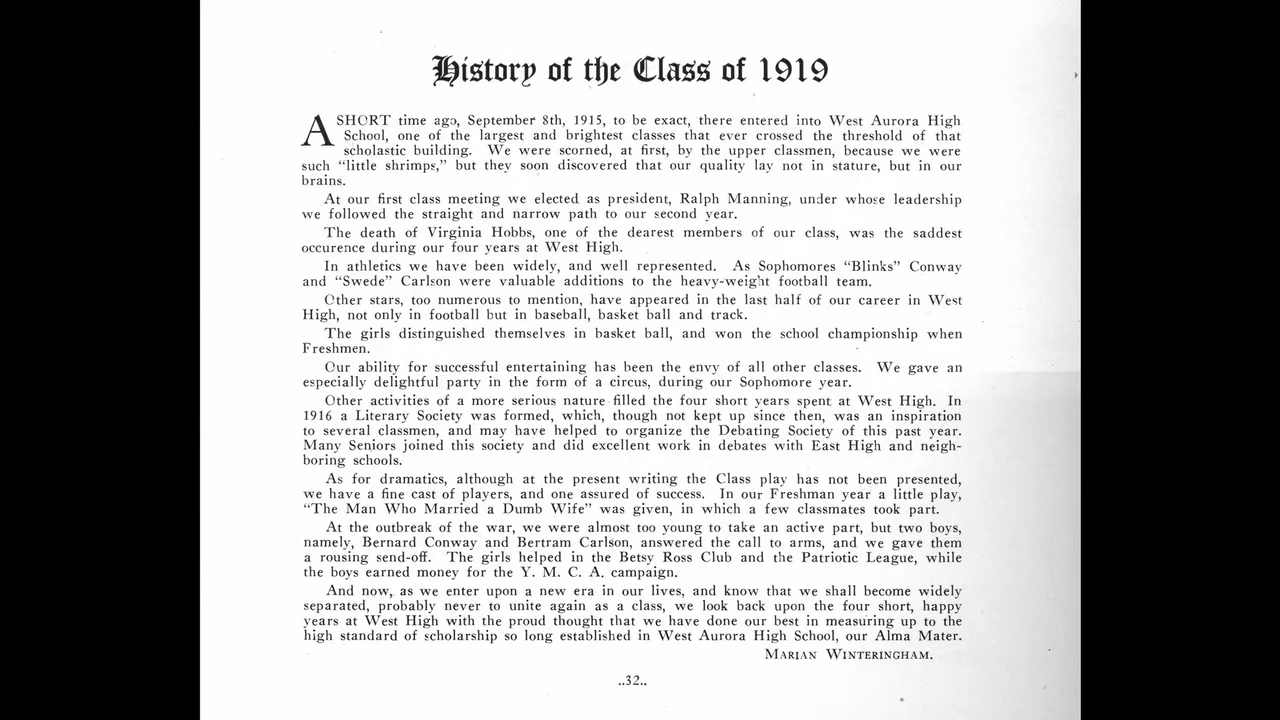 History of the Class of 1919
A SHORT time ago, September 8th, 1915, to be exact, there entered into West Aurora High
School, one of the largest and brightest classes that ever crossed the threshold of that
scholastic building. We were scorned, at first, by the upper classmen, because we were
such “little shrimps,” but they soon discovered that our quality lay not in stature, but in our
brains.
At our first class meeting we elected as president, Ralph Manning, under whose leadership
we followed the straight and narrow path to our second year.
The death of Virginia Hobbs, one of the dearest members of our class, was the saddest
occurence during our four years at West High.
In athletics we have been widely, and well represented. As Sophomores “Blinks” Conway
and “Swede” Carlson were valuable additions to the heavy-weight football team.
Other stars, too numerous to mention, have appeared in the last half of our career in West
High, not only in football but in baseball, basket ball and track.
The girls distinguished themselves in basket ball, and won the school championship when
Freshmen.
Our ability for successful entertaining has been the envy of all other classes. We gave an
especially delightful party in the form of a circus, during our Sophomore year.
Other activities of a more serious nature filled the four short years spent at West High. In
1916 a Literary Society was formed, which, though not kept up since then, was an inspiration
to several classmen, and may have helped to organize the Debating Society of this past year.
Many Seniors joined this society and did excellent work in debates with East High and neigh-
boring schools.
As for dramatics, although at the present writing the Class play has not been presented,
we have a fine cast of players, and one assured of success. In our Freshman year a little play,
“The Man Who Married a Dumb Wife” was given, in which a few classmates took part.
At the outbreak of the war, we were almost too young to take an active part, but two boys,
namely, Bernard Conway and Bertram Carlson, answered the call to arms, and we gave them
a rousing send-off. The girls helped in the Betsy Ross Club and the Patriotic League, while
the boys earned money for the Y. M. C. A. campaign.
And now, as we enter upon a new era in our lives, and know that we shall become widely
separated, probably never to unite again as a class, we look back upon the four short, happy
years at West High with the proud thought that we have done our best in measuring up to the
high standard of scholarship so long established in West Aurora High School, our Alma Mater.
MARIAN WINTERINGHAM.
..32..